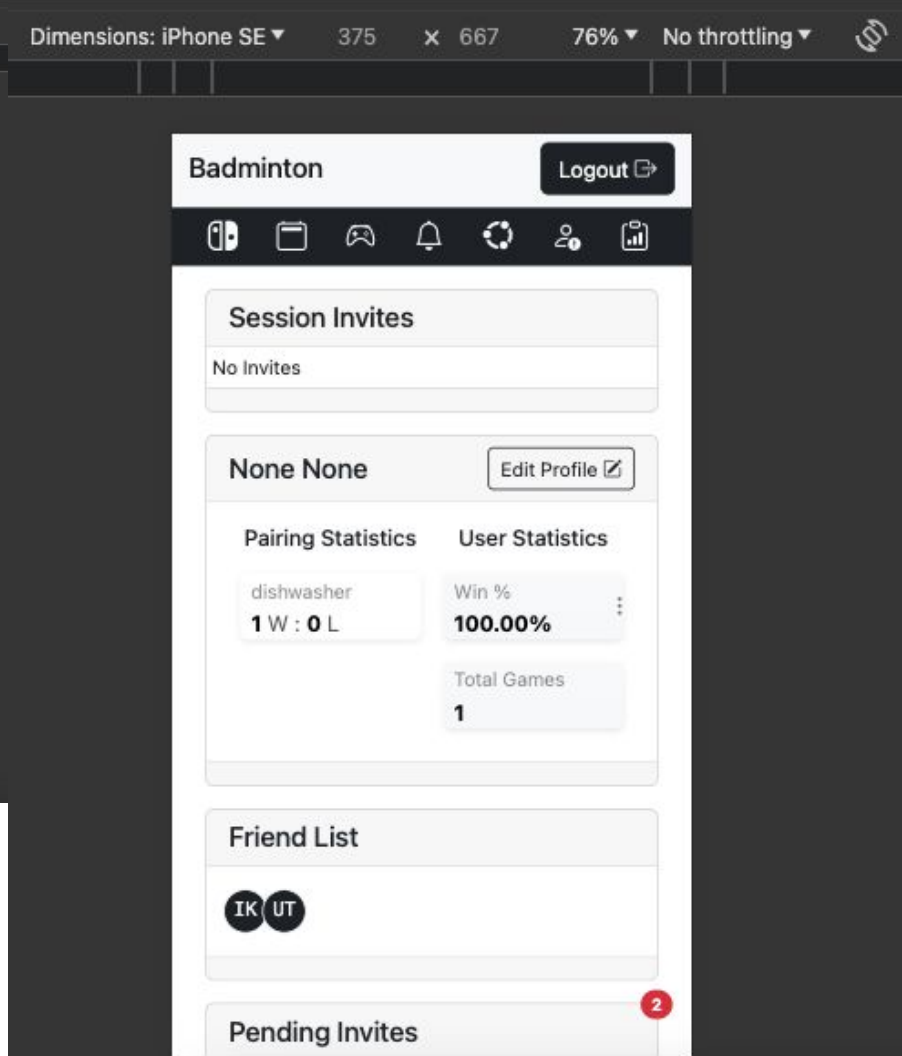 Dimensions: iPhone SE 375 × 667 76% No throttling
Badminton Logout
Session Invites
No Invites
None None Edit Profile
Pairing Statistics User Statistics
dishwasher Win %
1 W : 0 L 100.00%
Total Games
1
Friend List
IK UT
2
Pending Invites